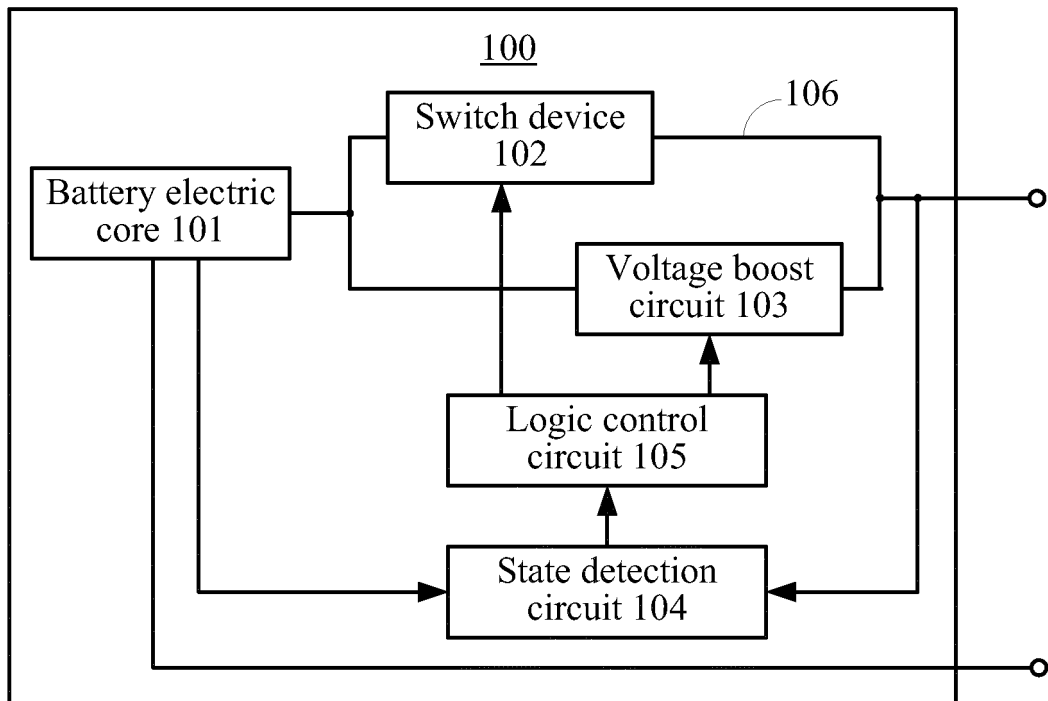 100
106
Switch device
102
Battery electric
core 101
Voltage boost
circuit 103
Logic control
circuit 105
State detection
circuit 104